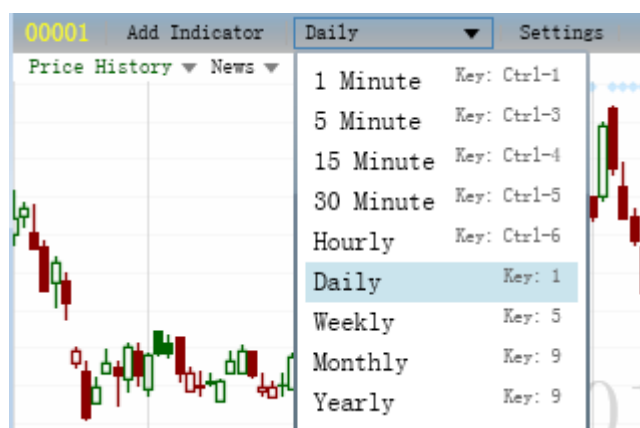 00001 Add Indicator Daily Settings
Price History News
1 Minute Key: Ctrl-1
5 Minute Key: Ctrl-3
15 Minute Key: Ctrl-4
30 Minute Key: Ctrl-5
Hourly Key: Ctrl-6
Daily Key: 1
Weekly Key: 5
Monthly Key: 9
Yearly Key: 9